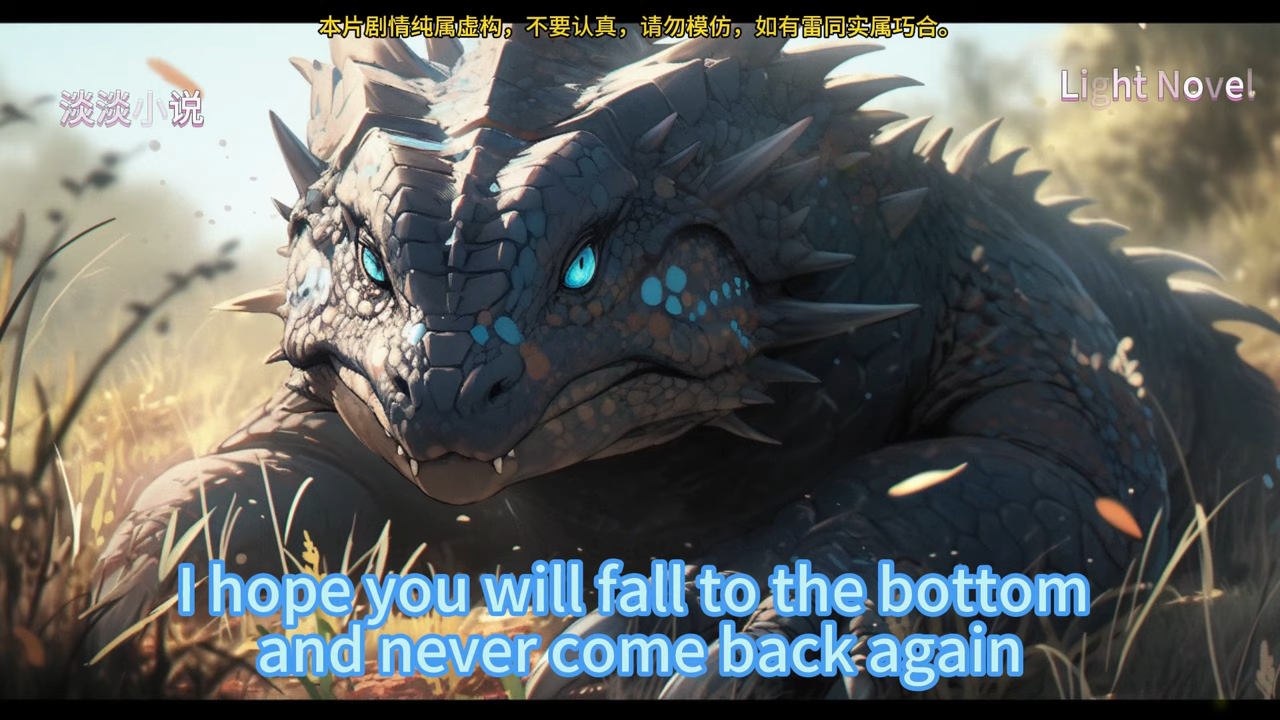 本片剧情纯属虚构，不要认真，请勿模仿，如有雷同实属巧合。
淡淡小说
Light Novel
I hope you will fall to the bottom
and never come back again